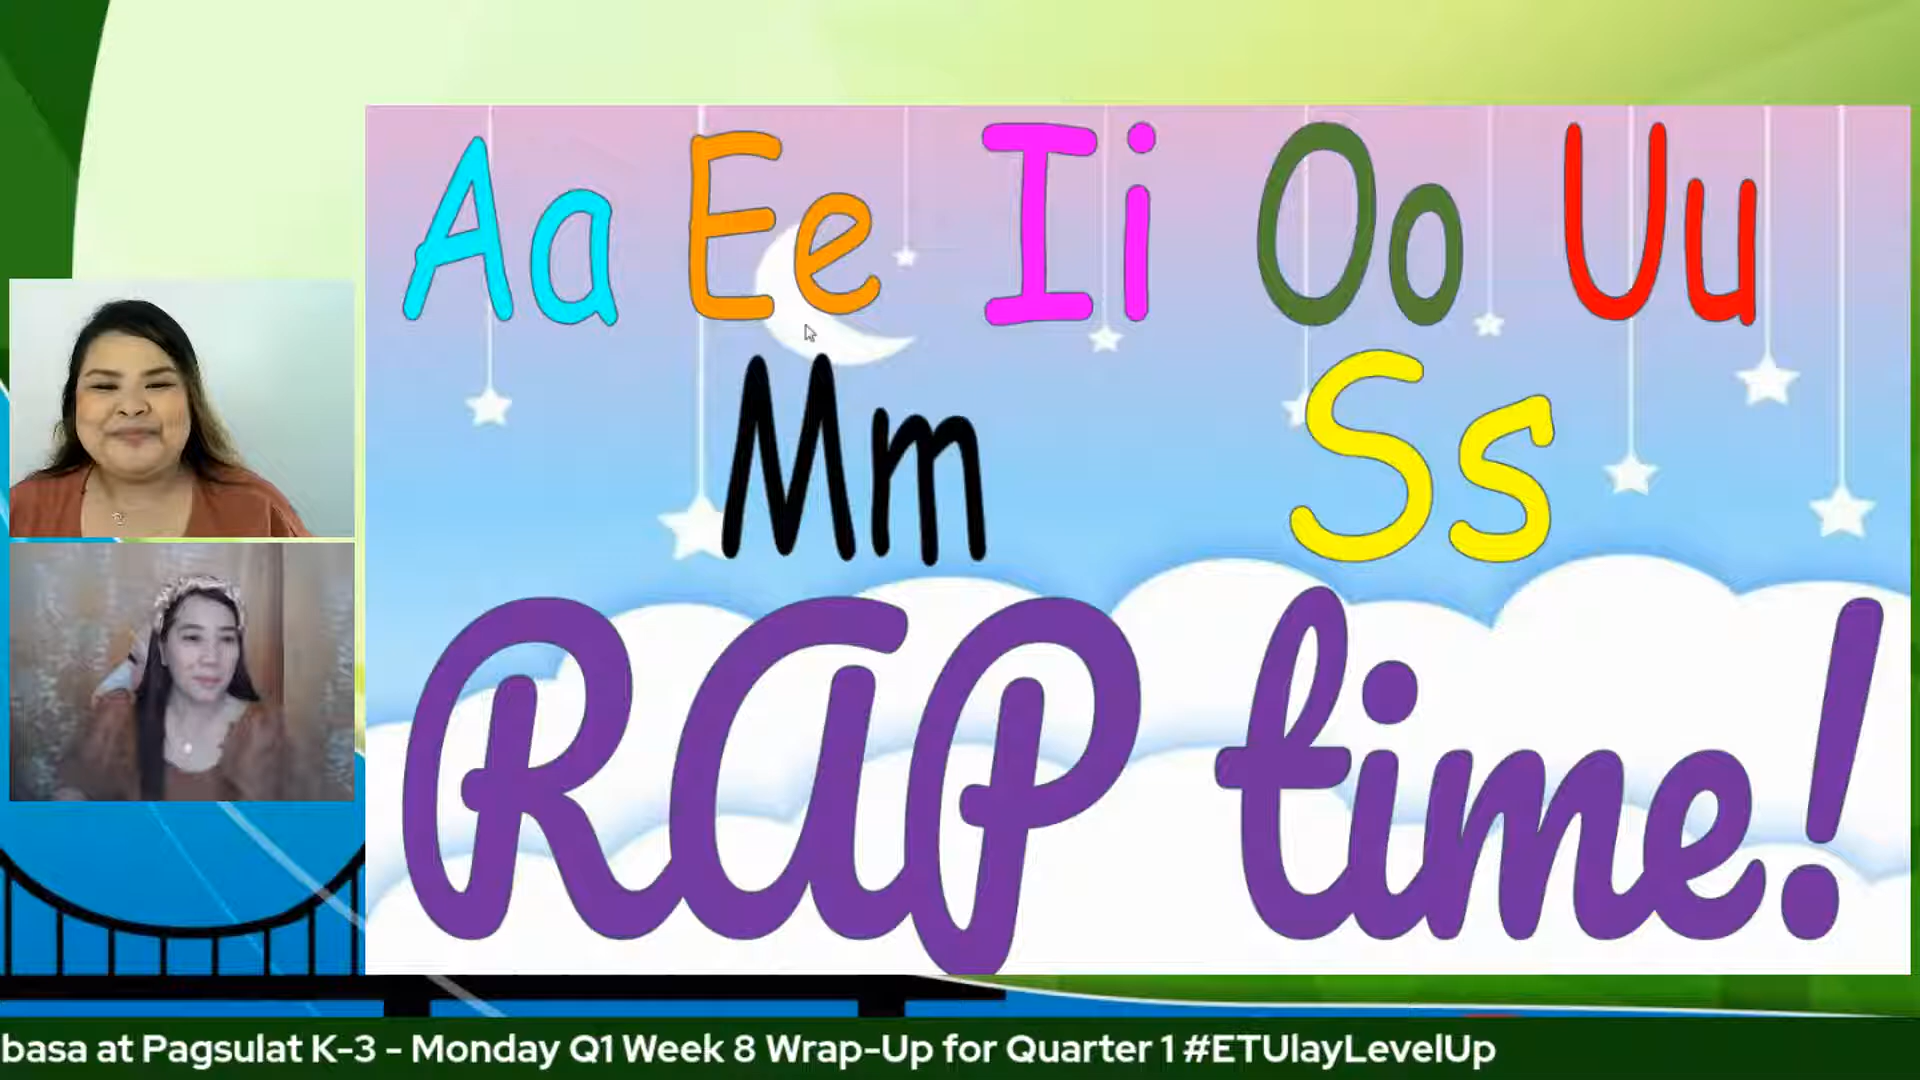 Aa Ee Ii Oo Uu
Mm Ss
RAP time!
basa at Pagsulat K-3 - Monday Q1 Week 8 Wrap-Up for Quarter 1 #ETUlayLevelUp